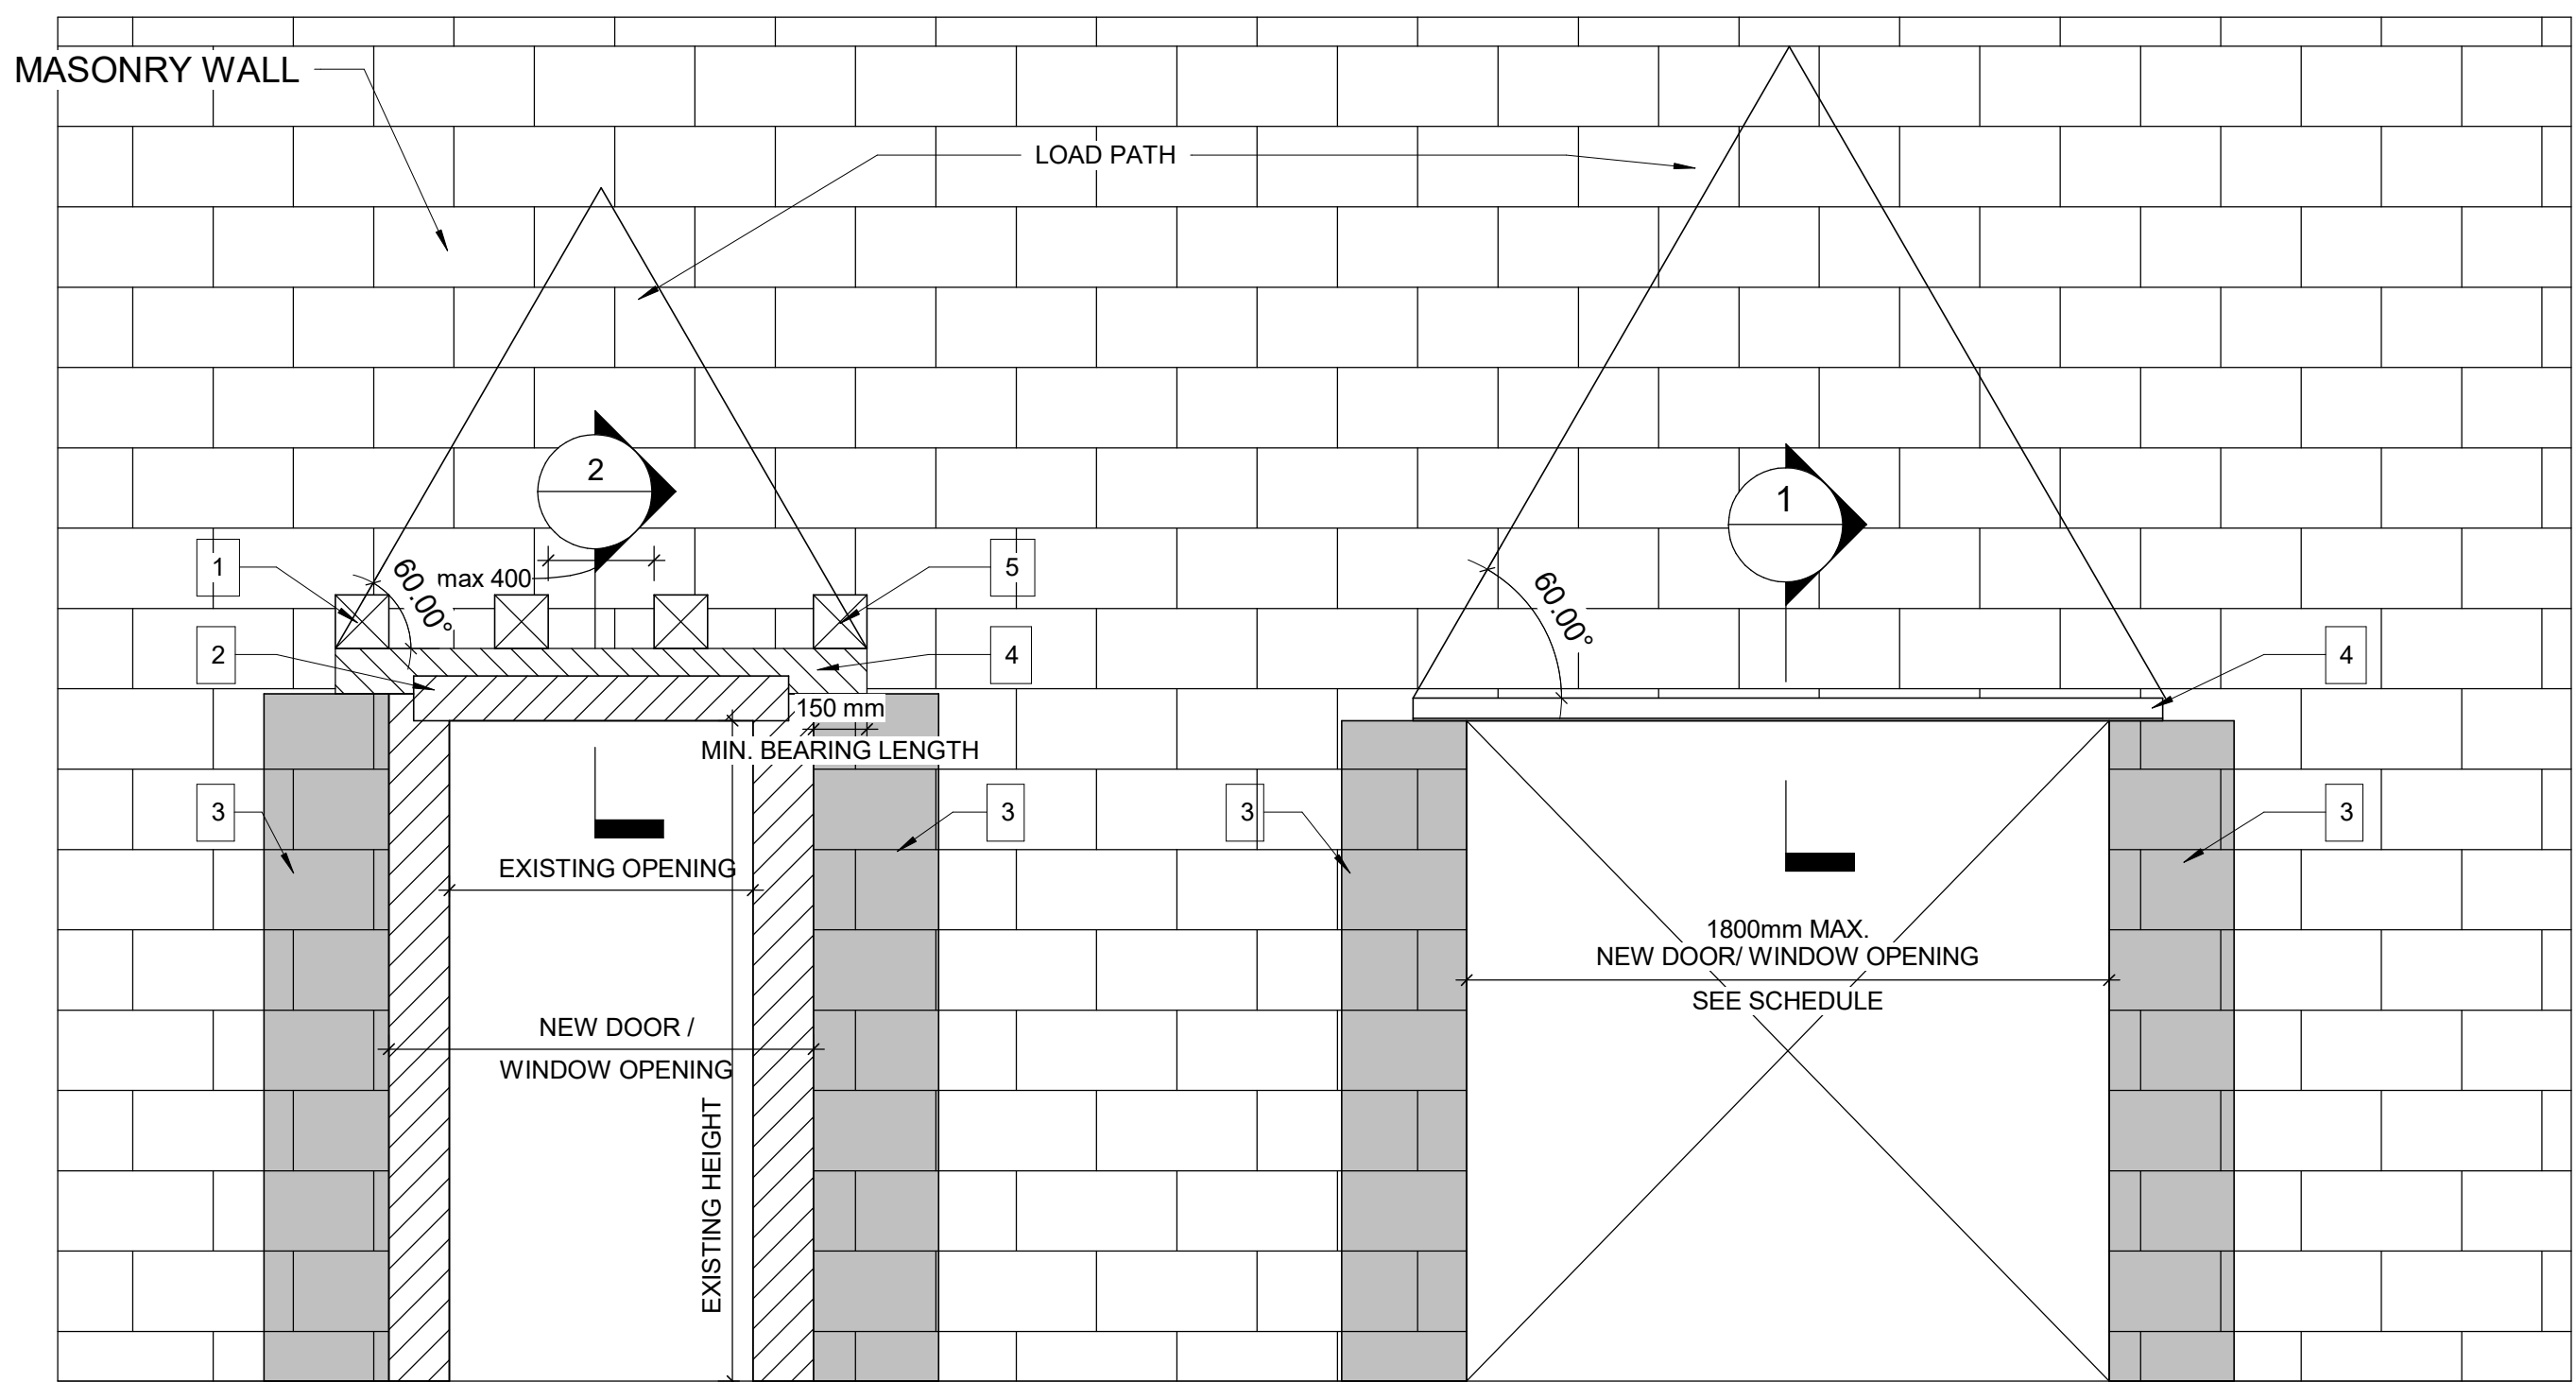 MASONRY WALL
LOAD PATH
2
1
1
max 400
60.00°
5
60.00°
2
4
4
150 mm
MIN. BEARING LENGTH
3
3
3
3
EXISTING OPENING
1800mm MAX.
NEW DOOR/ WINDOW OPENING
SEE SCHEDULE
NEW DOOR /
WINDOW OPENING
EXISTING HEIGHT